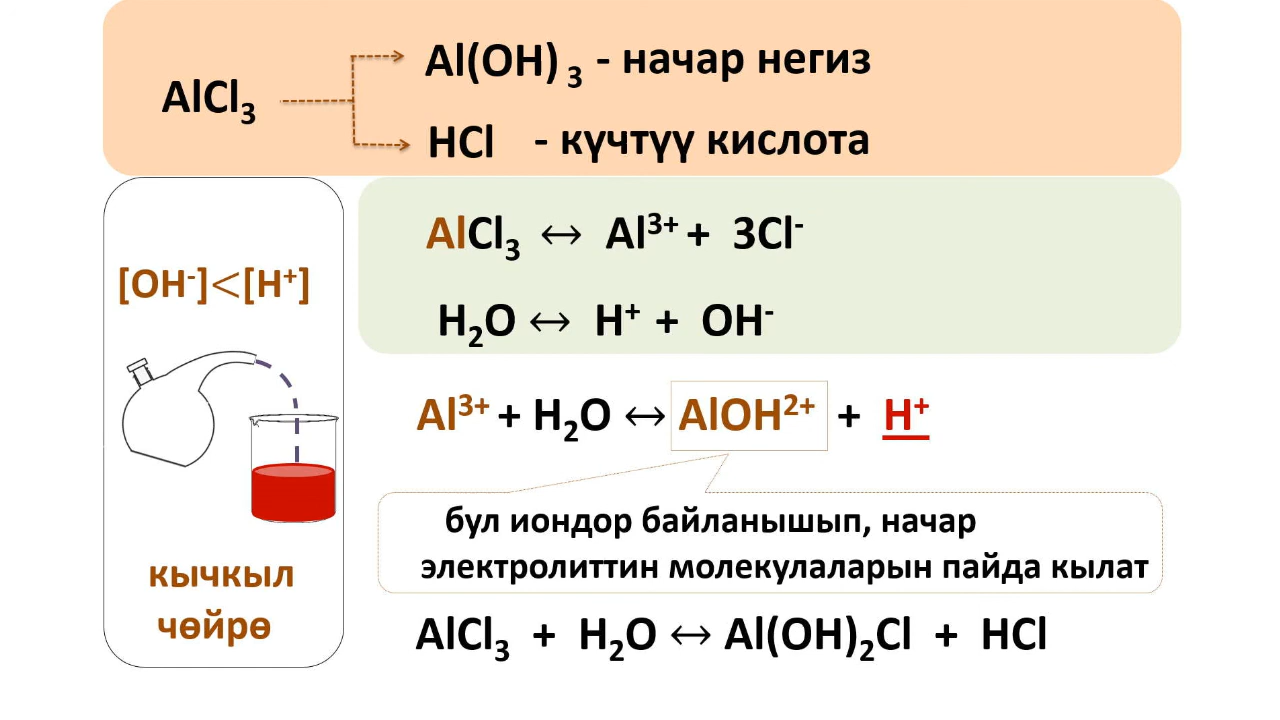 AlCl₃
Al(OH) ₃ - начар негиз
HCl - күчтүү кислота
[OH⁻]<[H⁺]
кычкыл
чөйрө
AlCl₃ ↔ Al³⁺ + 3Cl⁻
H₂O ↔ H⁺ + OH⁻
Al³⁺ + H₂O ↔ AlOH²⁺ + H⁺
бул иондор байланышып, начар
электролиттин молекулаларын пайда кылат
AlCl₃ + H₂O ↔ Al(OH)₂Cl + HCl